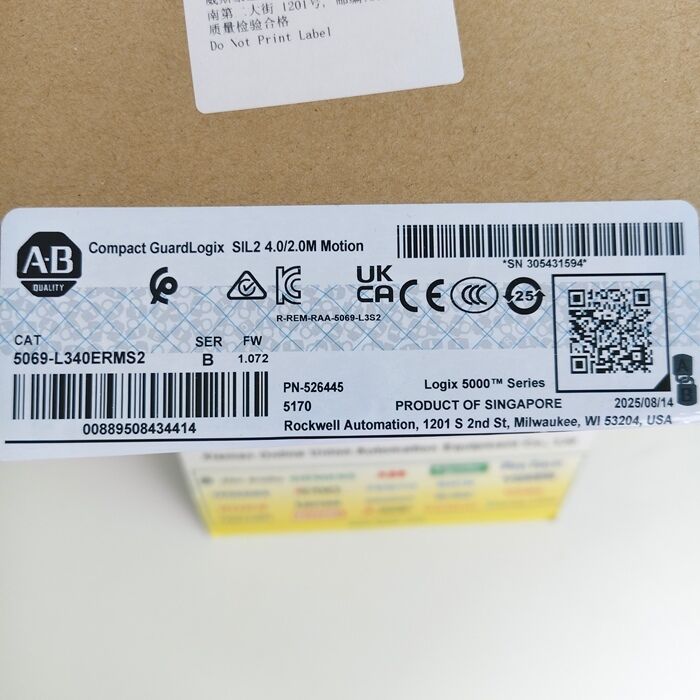 南第二大街 1201号,
质量检验合格
Do Not Print Label
A-B
QUALITY
Compact GuardLogix SIL2 4.0/2.0M Motion
*SN 305431594*
UK
CA CE CCC 25
R-REM-RAA-5069-L3S2
CAT SER FW
5069-L340ERMS2 B 1.072
00889508434414
PN-526445 Logix 5000™ Series
5170 PRODUCT OF SINGAPORE 2025/08/14
Rockwell Automation, 1201 S 2nd St, Milwaukee, WI 53204, USA
A
B